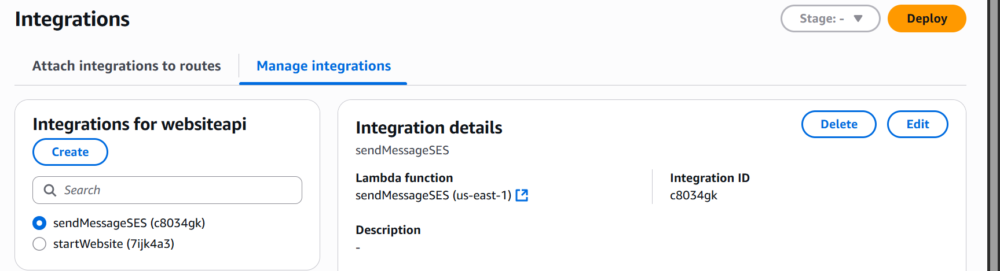 Integrations
Stage: -
Deploy
Attach integrations to routes
Manage integrations
Integrations for websiteapi
Create
Search
sendMessageSES (c8034gk)
startWebsite (7ijk4a3)
Integration details
Delete
Edit
sendMessageSES
Lambda function
sendMessageSES (us-east-1)
Integration ID
c8034gk
Description
-